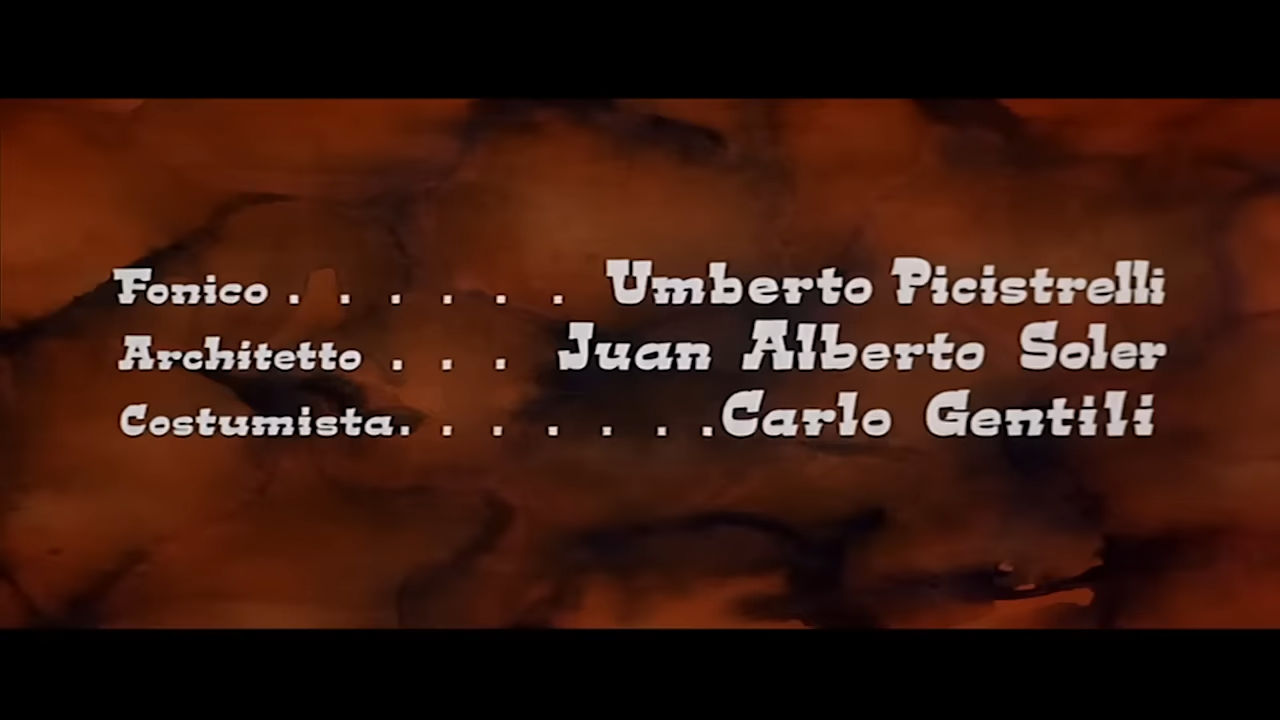 Fonico . . . . . . Umberto Picistrelli
Architetto . . . Juan Alberto Soler
Costumista. . . . . . .Carlo Gentili